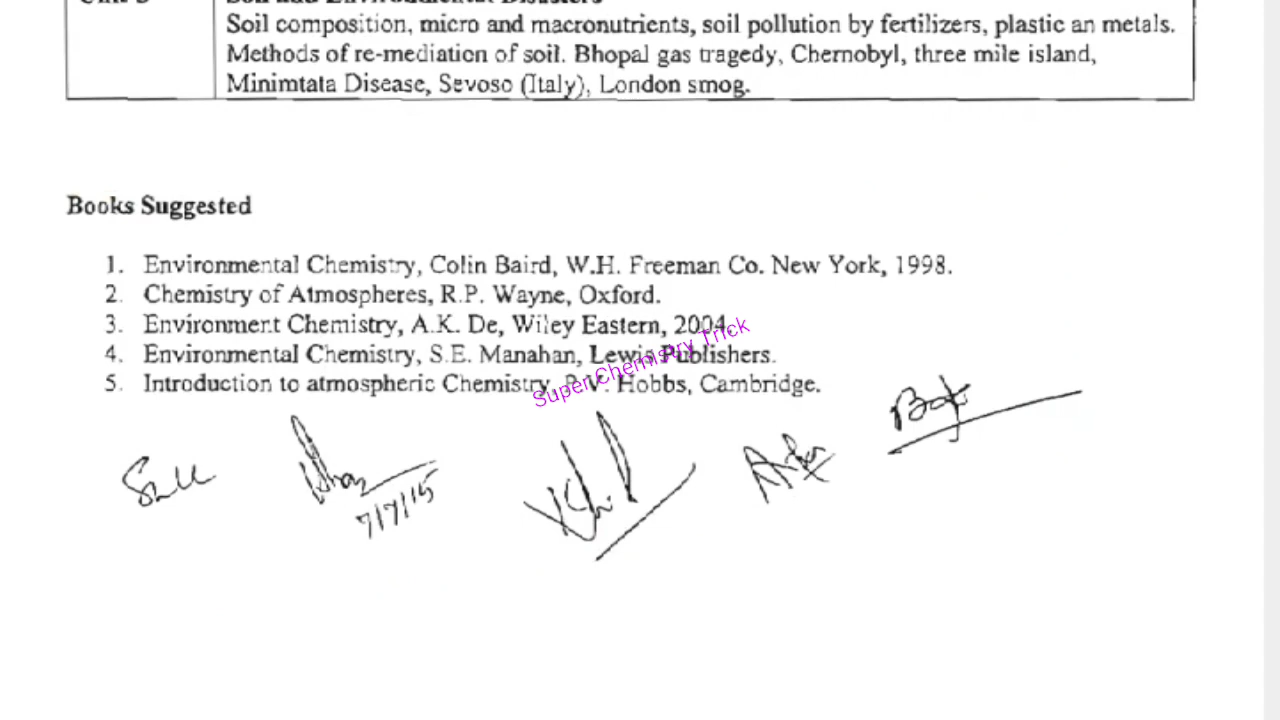 Soil composition, micro and macronutrients, soil pollution by fertilizers, plastic an metals.
Methods of re-mediation of soil. Bhopal gas tragedy, Chernobyl, three mile island,
Minimtata Disease, Sevoso (Italy), London smog.
Books Suggested
1. Environmental Chemistry, Colin Baird, W.H. Freeman Co. New York, 1998.
2. Chemistry of Atmospheres, R.P. Wayne, Oxford.
3. Environment Chemistry, A.K. De, Wiley Eastern, 2004.
4. Environmental Chemistry, S.E. Manahan, Lewis Publishers.
5. Introduction to atmospheric Chemistry, P.V. Hobbs, Cambridge.
Super Chemistry Trick
7/7/15